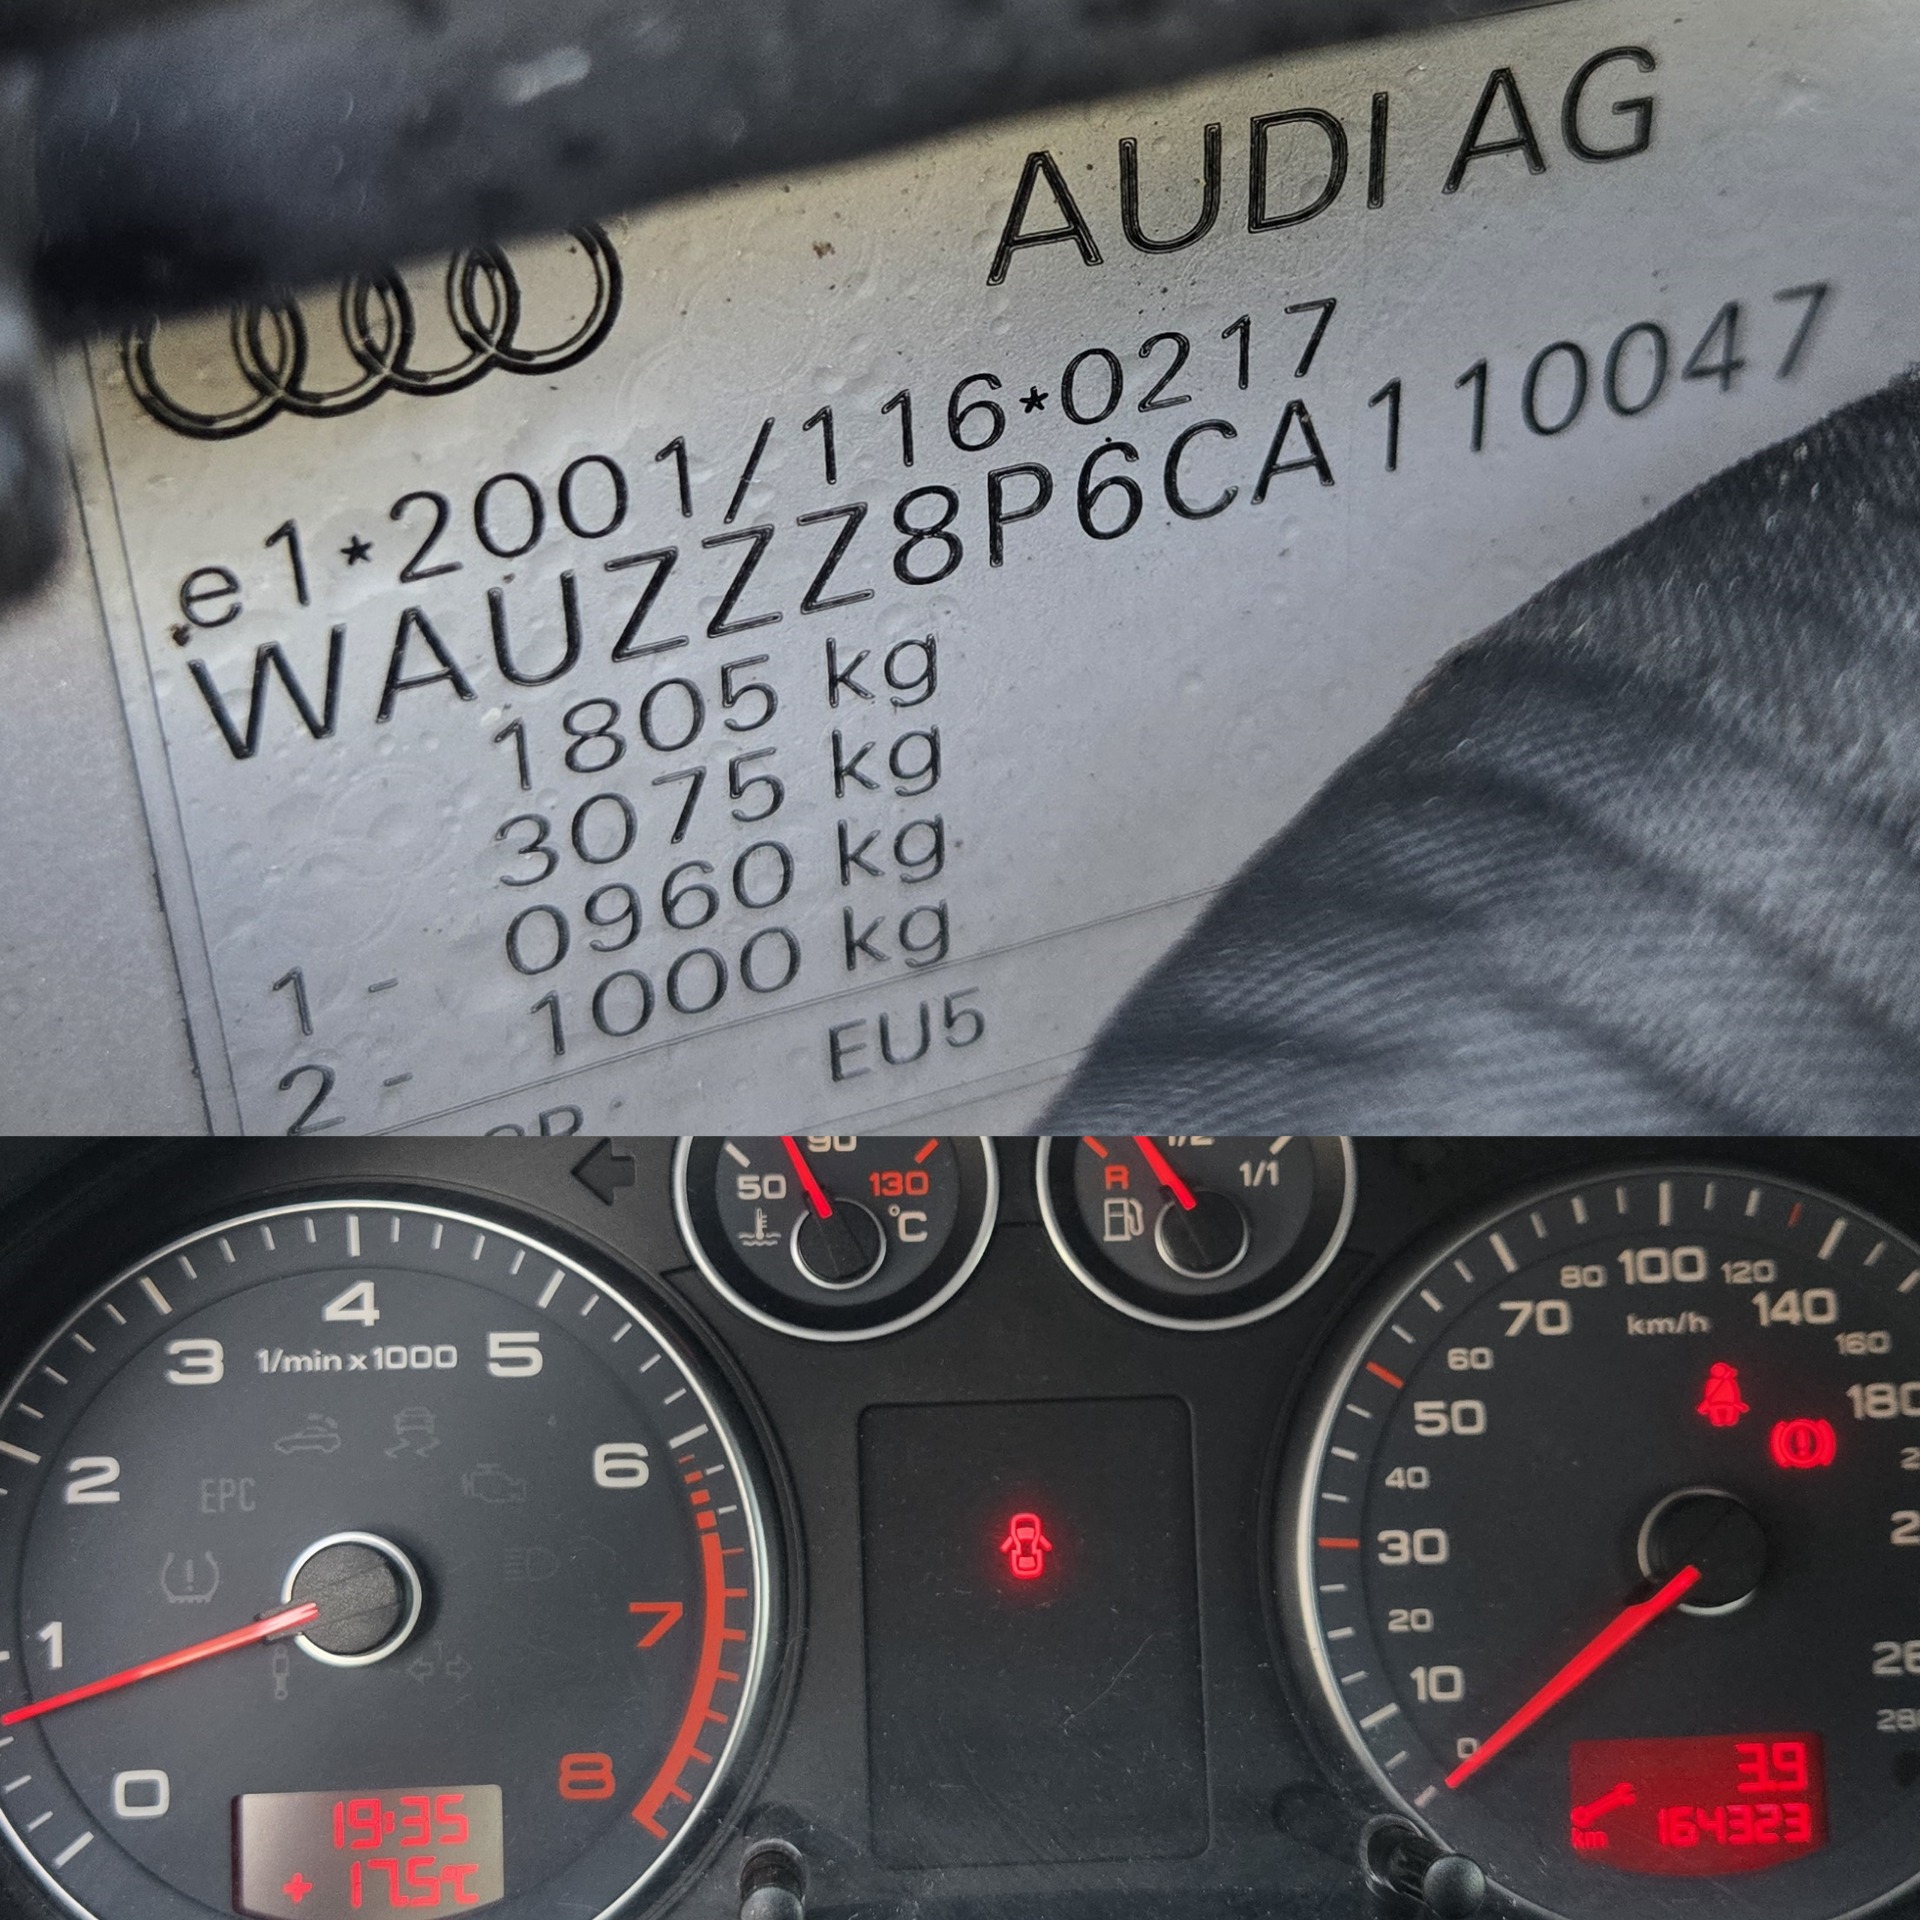 AUDI AG
e1*2001/116*0217
WAUZZZ8P6CA110047
1805 kg
3075 kg
1 - 0960 kg
2 - 1000 kg
EU5
50 90 130
°C
R 1/2 1/1
0 1 2 3 4 5 6 7 8
1/min x 1000
EPC
19:35
+ 17.5°C
0 10 20 30 40 50 60 70 80 100 120 140 160
km/h
39
km 164323